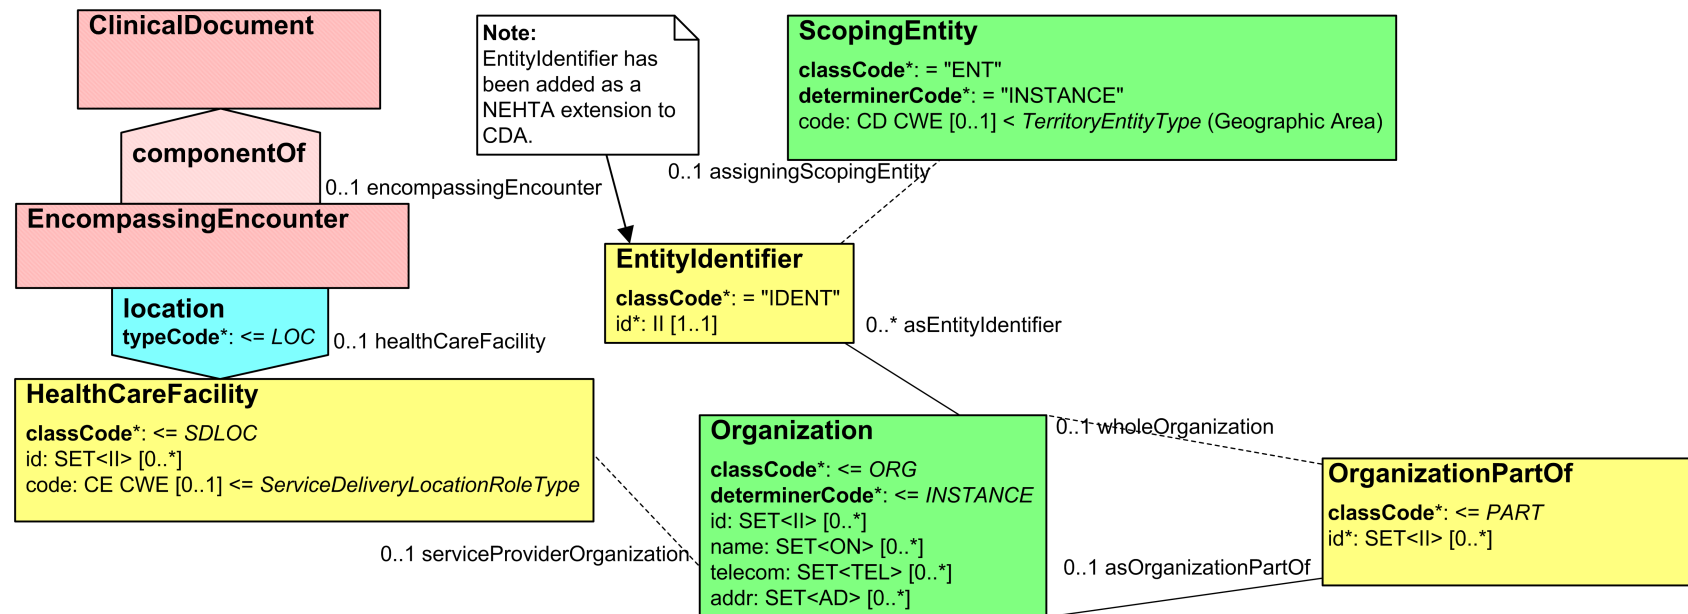 ClinicalDocument
componentOf
0..1 encompassingEncounter
EncompassingEncounter
location
typeCode*: <= LOC
0..1 healthCareFacility
HealthCareFacility
classCode*: <= SDLOC
id: SET<II> [0..*]
code: CE CWE [0..1] <= ServiceDeliveryLocationRoleType
0..1 serviceProviderOrganization
Note:
EntityIdentifier has
been added as a
NEHTA extension to
CDA.
ScopingEntity
classCode*: = "ENT"
determinerCode*: = "INSTANCE"
code: CD CWE [0..1] < TerritoryEntityType (Geographic Area)
0..1 assigningScopingEntity
EntityIdentifier
classCode*: = "IDENT"
id*: II [1..1]
0..* asEntityIdentifier
Organization
classCode*: <= ORG
determinerCode*: <= INSTANCE
id: SET<II> [0..*]
name: SET<ON> [0..*]
telecom: SET<TEL> [0..*]
addr: SET<AD> [0..*]
0..1 wholeOrganization
OrganizationPartOf
classCode*: <= PART
id*: SET<II> [0..*]
0..1 asOrganizationPartOf